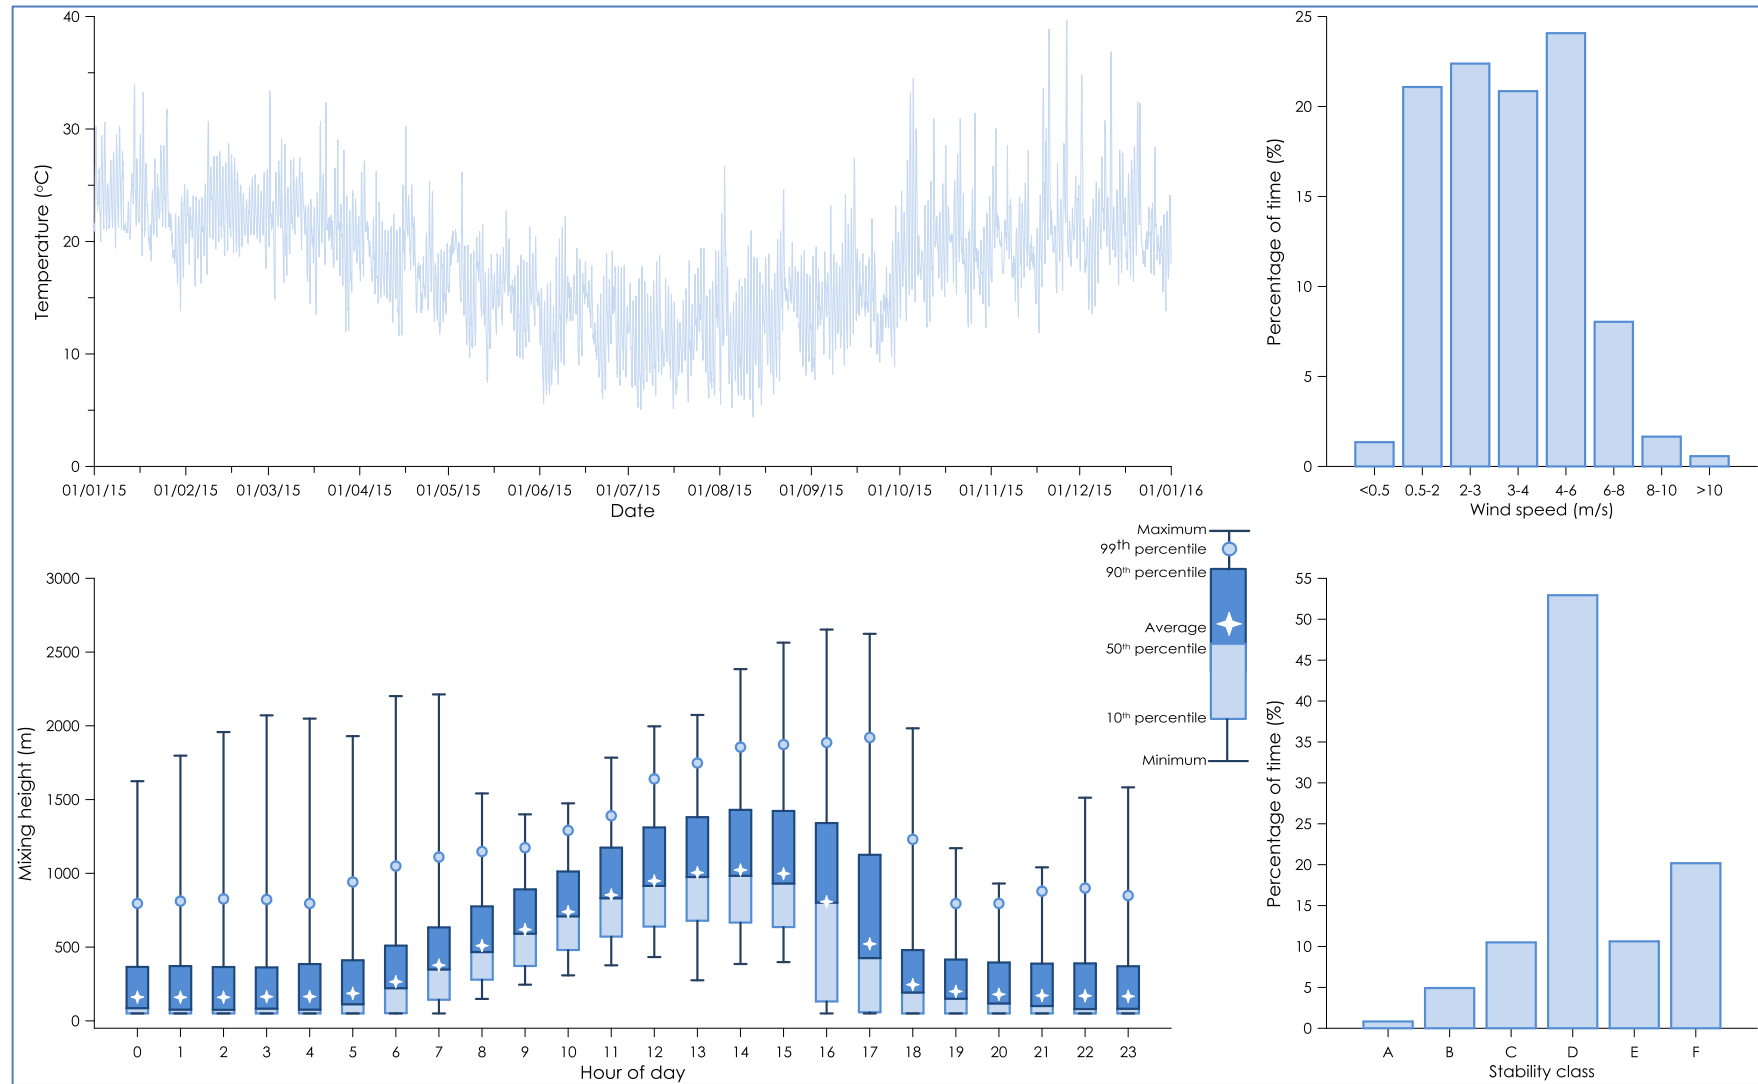 40
30
20
10
0
Temperature (°C)
01/01/15 01/02/15 01/03/15 01/04/15 01/05/15 01/06/15 01/07/15 01/08/15 01/09/15 01/10/15 01/11/15 01/12/15 01/01/16
Date
25
20
15
10
5
0
Percentage of time (%)
<0.5 0.5-2 2-3 3-4 4-6 6-8 8-10 >10
Wind speed (m/s)
Maximum
99th percentile
90th percentile
Average
50th percentile
10th percentile
Minimum
3000
2500
2000
1500
1000
500
0
Mixing height (m)
0 1 2 3 4 5 6 7 8 9 10 11 12 13 14 15 16 17 18 19 20 21 22 23
Hour of day
55
50
45
40
35
30
25
20
15
10
5
0
Percentage of time (%)
A B C D E F
Stability class